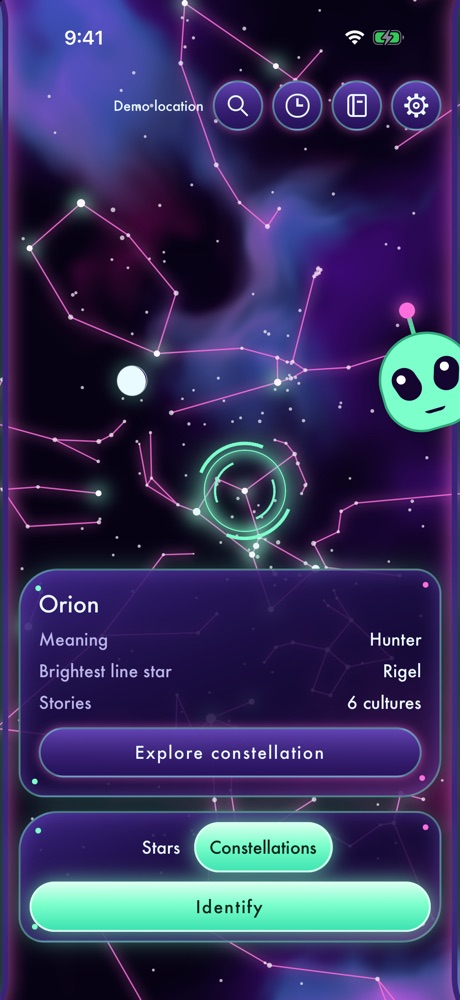 9:41
Demo location
Orion
Meaning Hunter
Brightest line star Rigel
Stories 6 cultures
Explore constellation
Stars Constellations
Identify